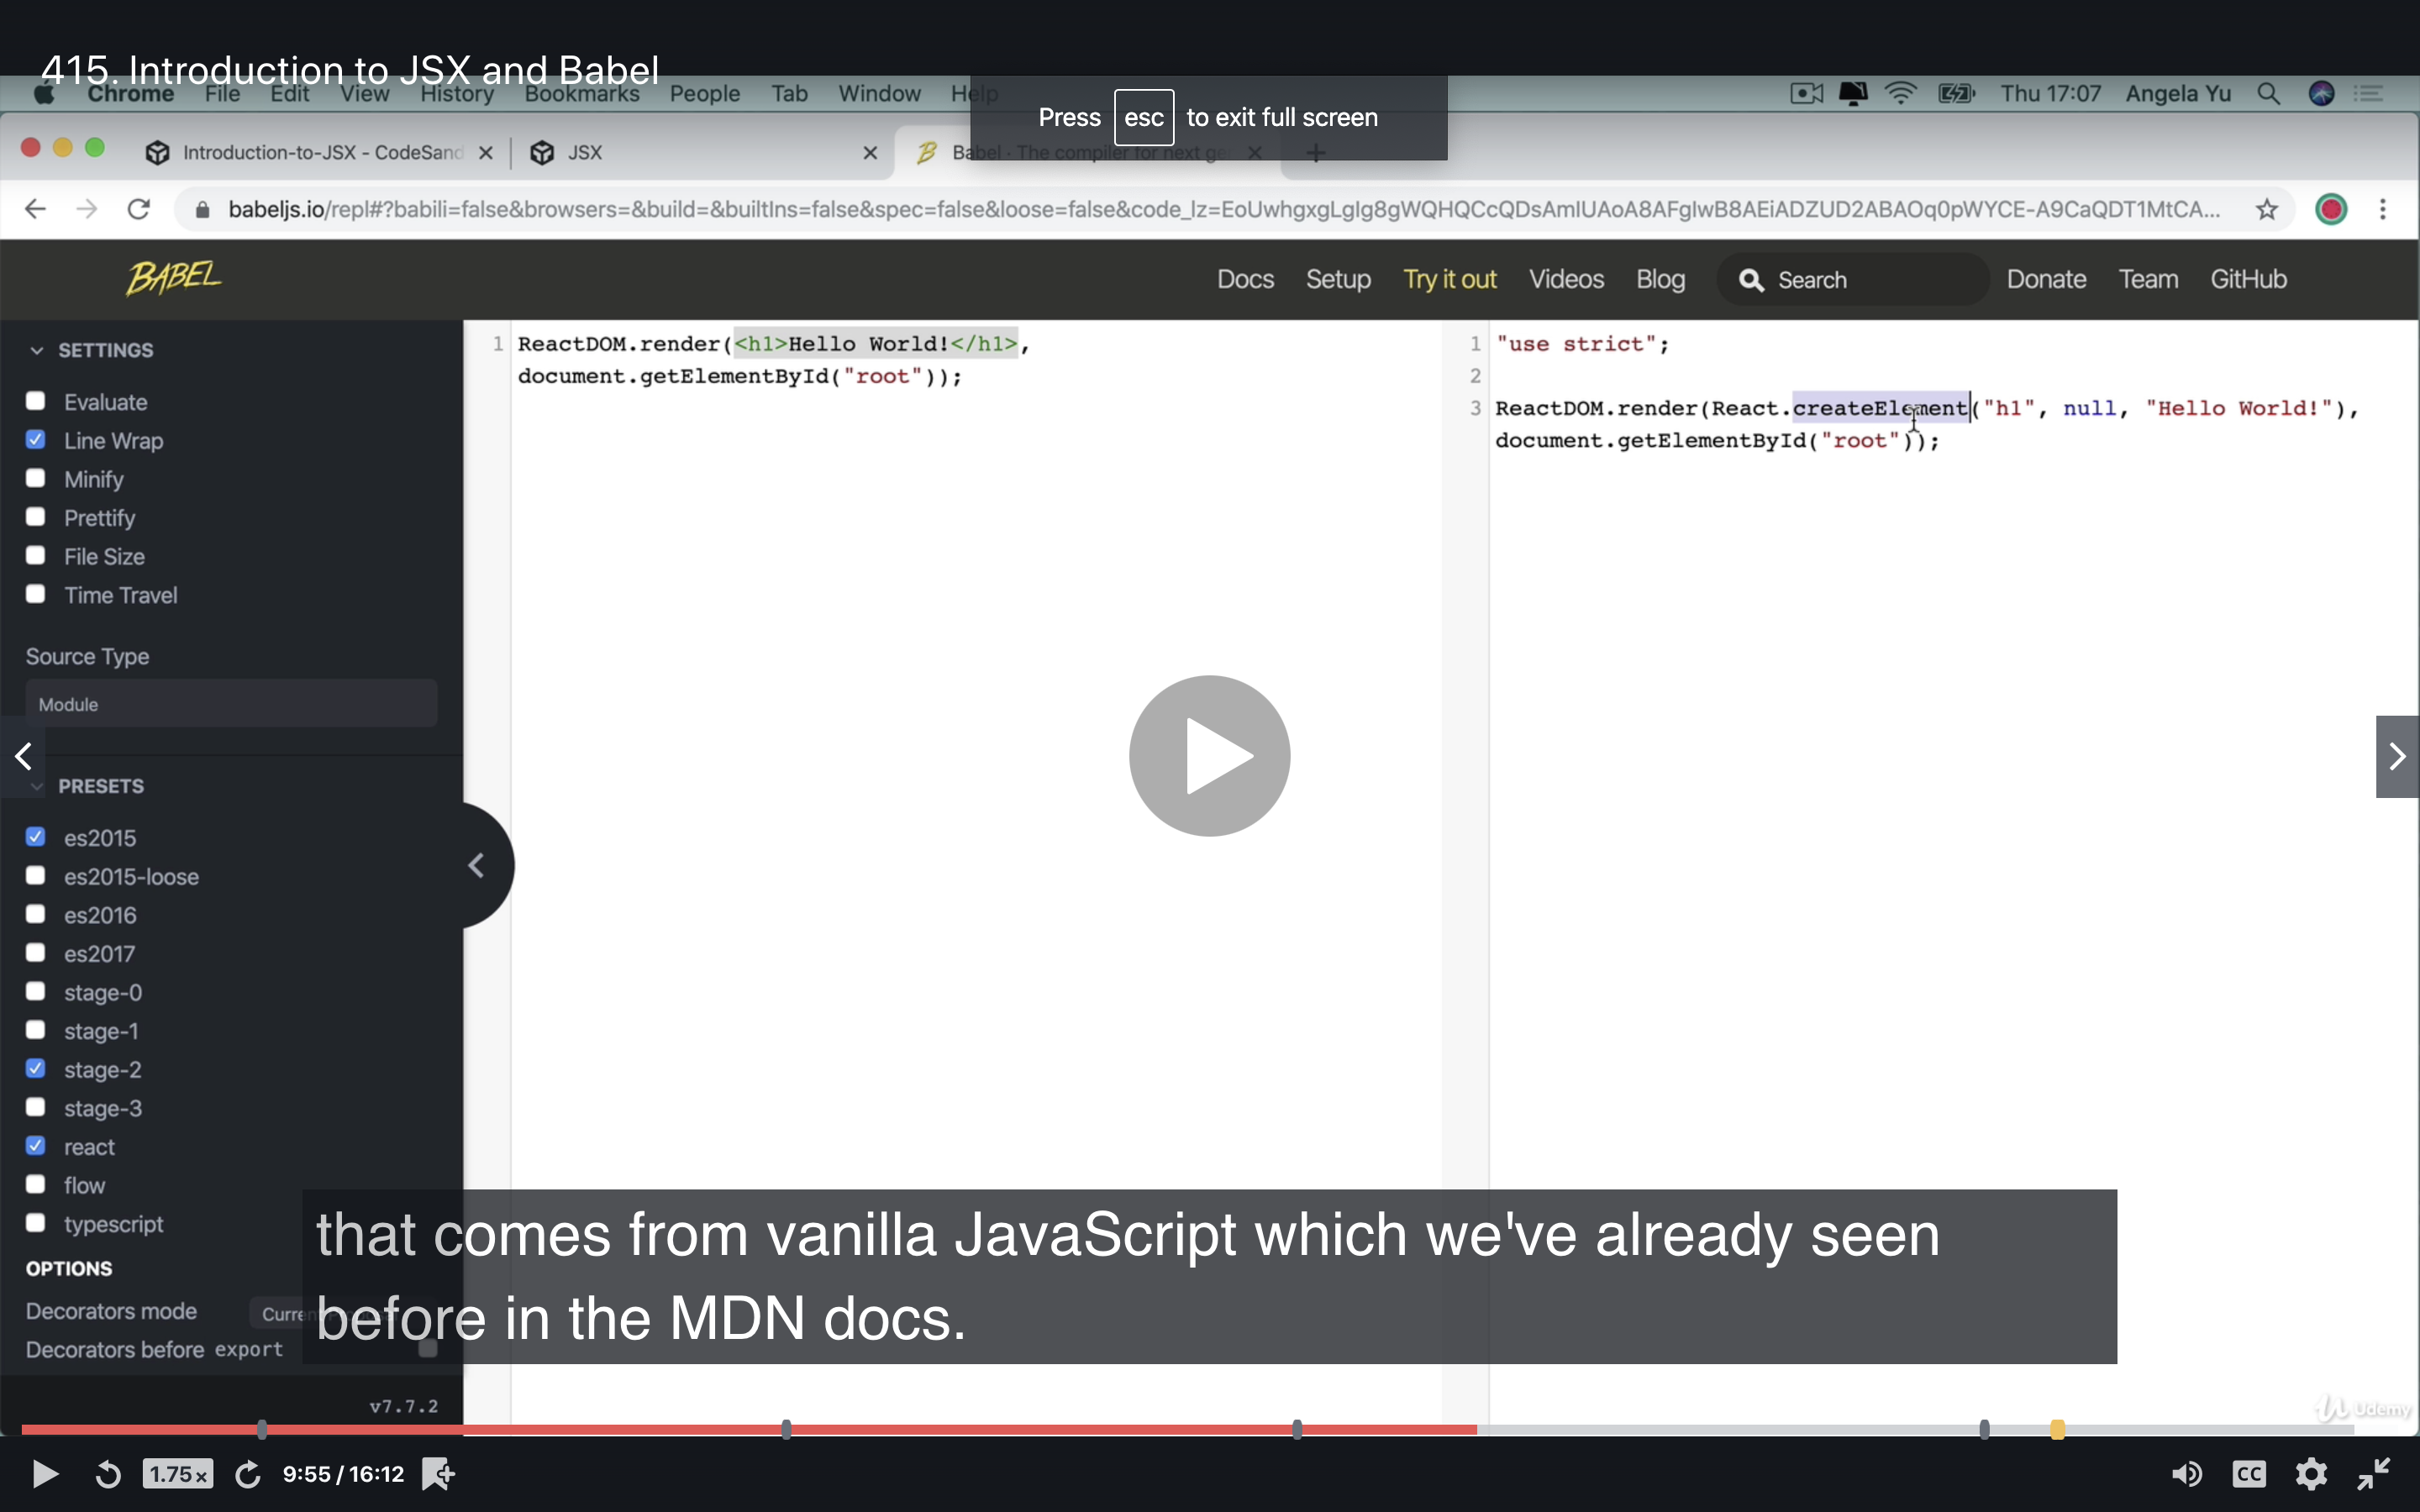 415. Introduction to JSX and Babel
Chrome File Edit View History Bookmarks People Tab Window Help
Thu 17:07 Angela Yu
Press esc to exit full screen
Introduction-to-JSX - CodeSand
JSX
Babel · The compiler for next ge
babeljs.io/repl#?babili=false&browsers=&build=&builtIns=false&spec=false&loose=false&code_lz=
BABEL
Docs Setup Try it out Videos Blog Search Donate Team GitHub
SETTINGS
Evaluate
Line Wrap
Minify
Prettify
File Size
Time Travel
Source Type
Module
PRESETS
es2015
es2015-loose
es2016
es2017
stage-0
stage-1
stage-2
stage-3
react
flow
typescript
OPTIONS
Decorators mode
Decorators before export
v7.7.2
1 ReactDOM.render(<h1>Hello World!</h1>,
document.getElementById("root"));
1 "use strict";
2
3 ReactDOM.render(React.createElement("h1", null, "Hello World!"),
document.getElementById("root"));
that comes from vanilla JavaScript which we've already seen
before in the MDN docs.
Udemy
1.75x
9:55 / 16:12
CC